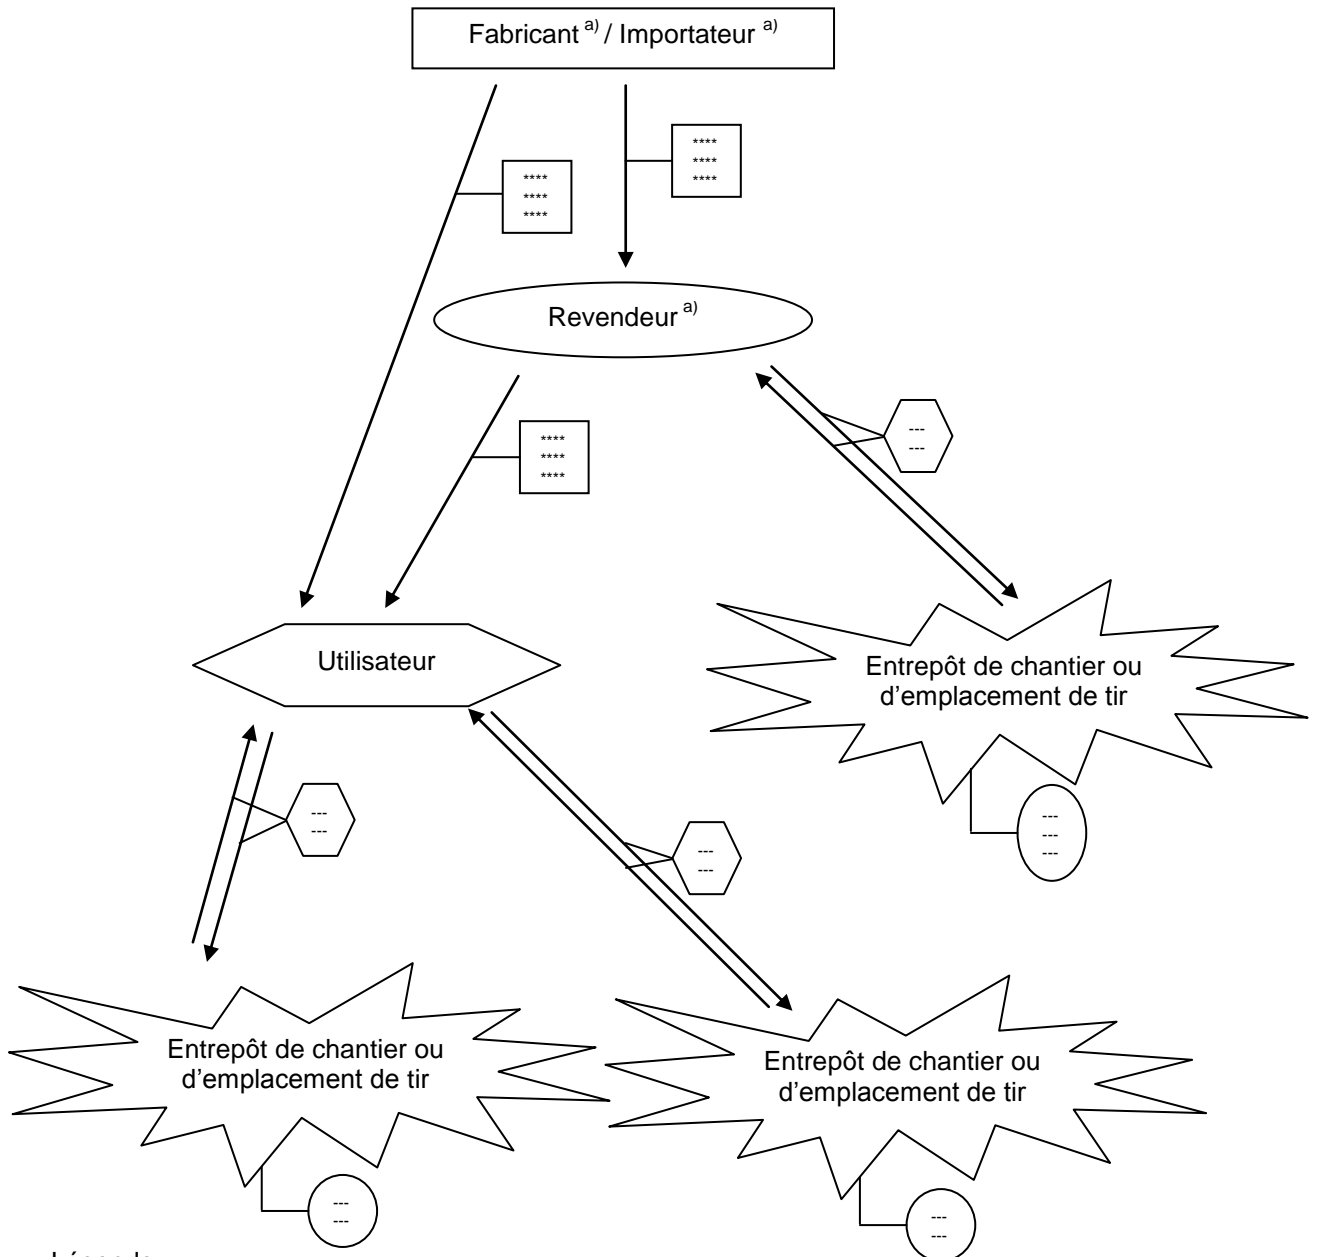 Fabricant a) / Importateur a)
****
****
****
****
****
****
Revendeur a)
---
---
****
****
****
Utilisateur
Entrepôt de chantier ou
d'emplacement de tir
---
---
---
---
---
---
---
Entrepôt de chantier ou
d'emplacement de tir
Entrepôt de chantier ou
d'emplacement de tir
---
---
---
---